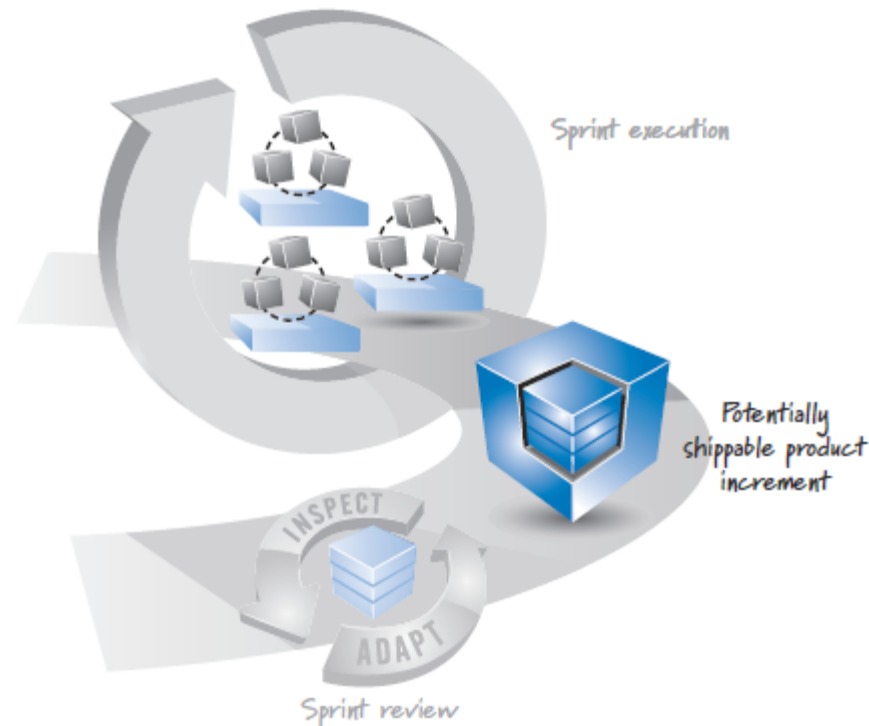 Sprint execution
Potentially
shippable product
increment
INSPECT
ADAPT
Sprint review